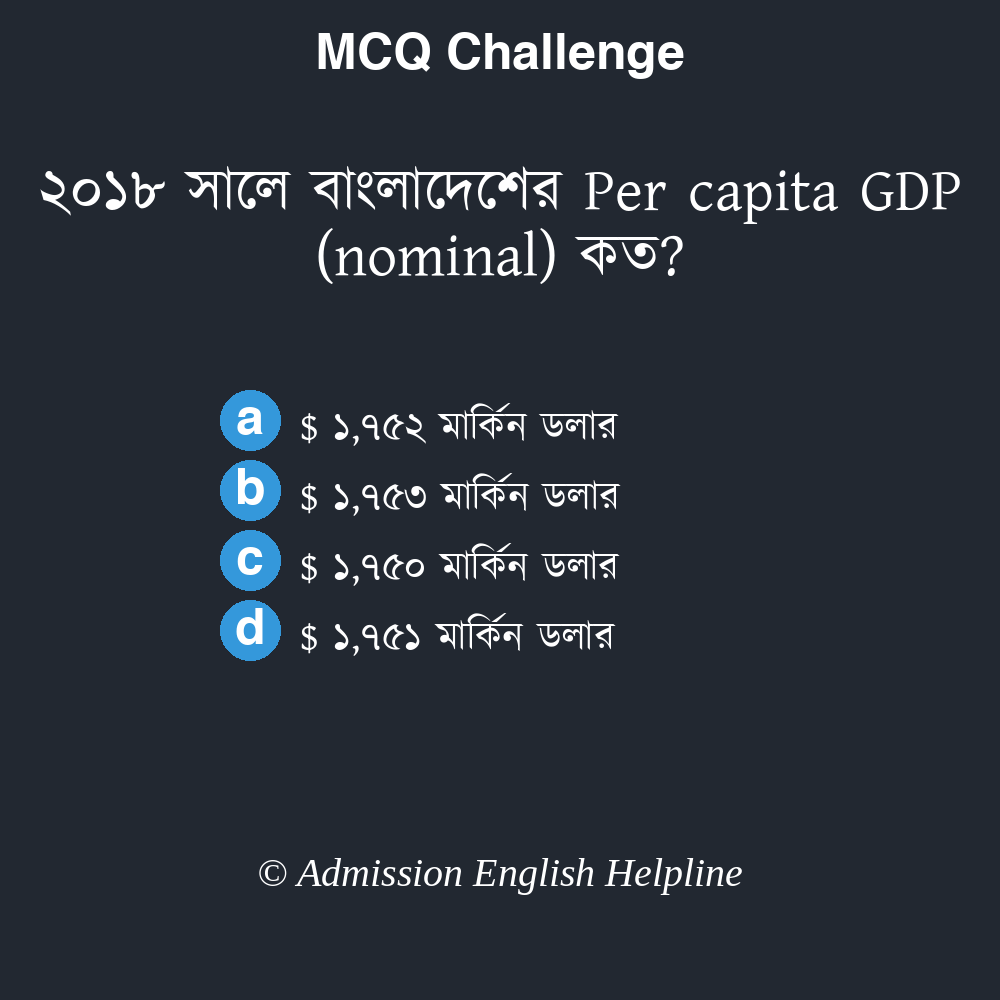 MCQ Challenge
২০১৮ সালে বাংলাদেশের Per capita GDP
(nominal) কত?
a $ ১,৭৫২ মার্কিন ডলার
b $ ১,৭৫৩ মার্কিন ডলার
c $ ১,৭৫০ মার্কিন ডলার
d $ ১,৭৫১ মার্কিন ডলার
© Admission English Helpline